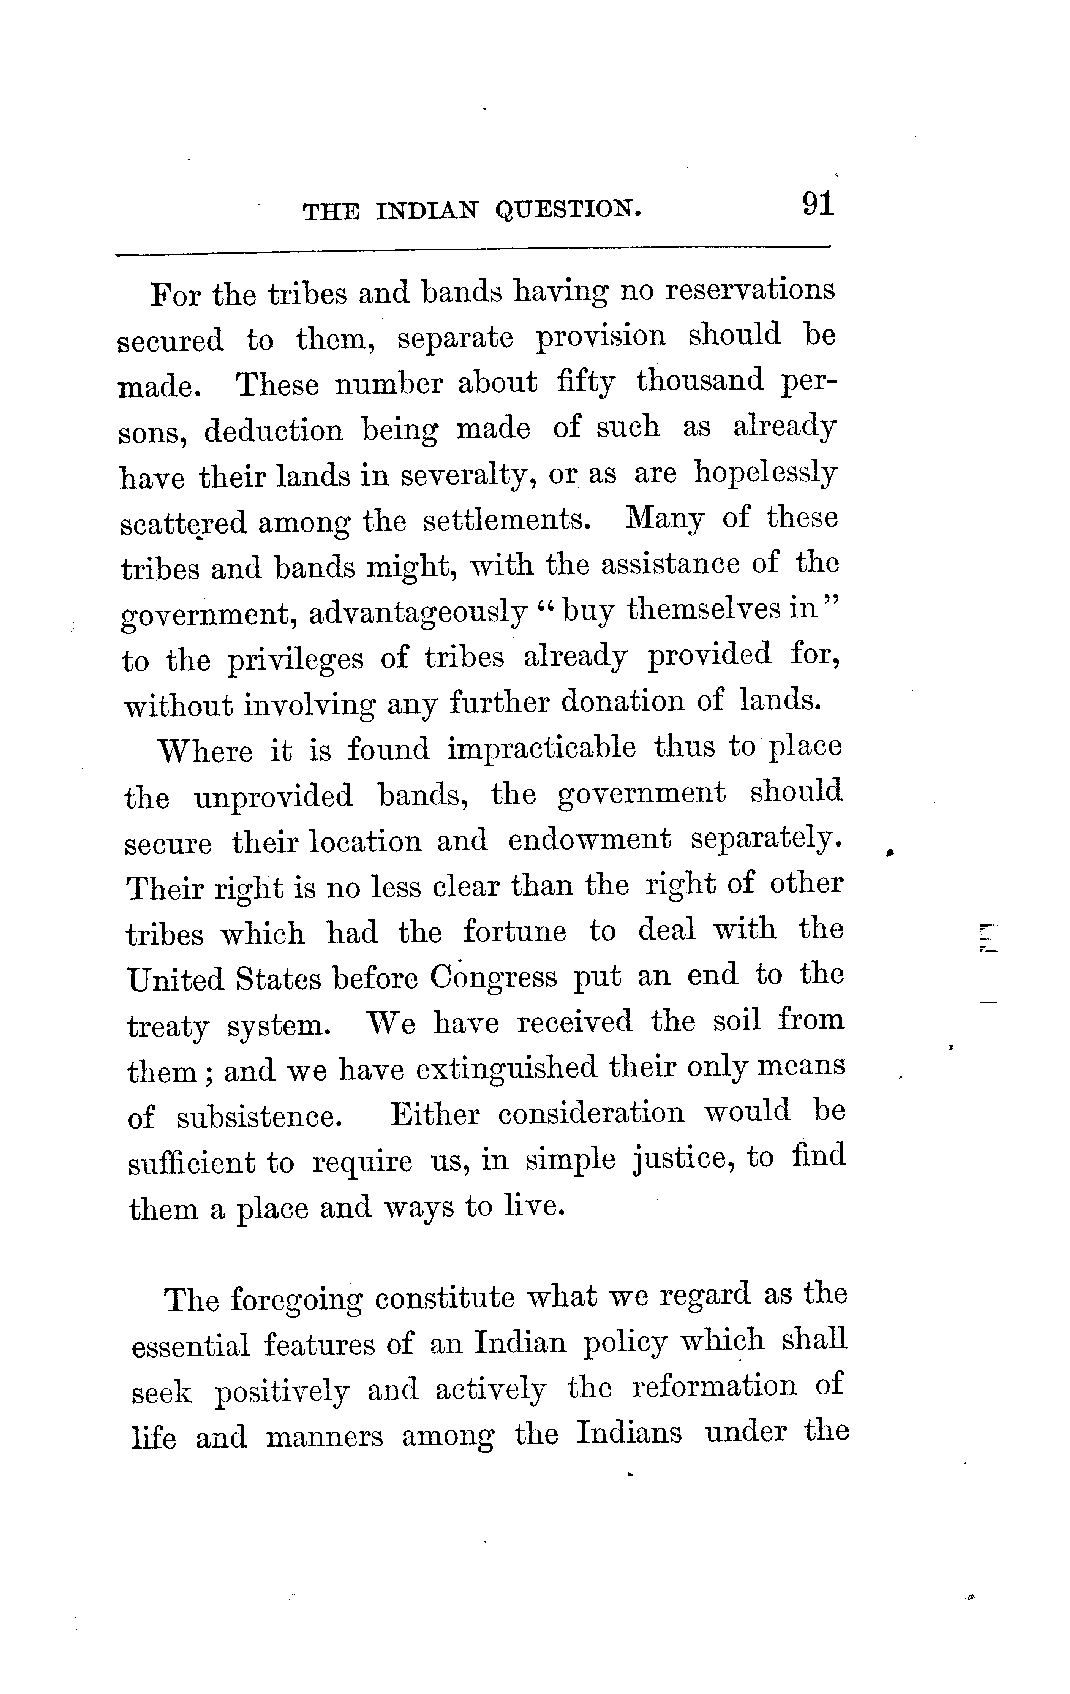 THE INDIAN QUESTION. 91
For the tribes and bands having no reservations
secured to them, separate provision should be
made. These number about fifty thousand per-
sons, deduction being made of such as already
have their lands in severalty, or as are hopelessly
scattered among the settlements. Many of these
tribes and bands might, with the assistance of the
government, advantageously “buy themselves in”
to the privileges of tribes already provided for,
without involving any further donation of lands.
Where it is found impracticable thus to place
the unprovided bands, the government should
secure their location and endowment separately.
Their right is no less clear than the right of other
tribes which had the fortune to deal with the
United States before Congress put an end to the
treaty system. We have received the soil from
them; and we have extinguished their only means
of subsistence. Either consideration would be
sufficient to require us, in simple justice, to find
them a place and ways to live.
The foregoing constitute what we regard as the
essential features of an Indian policy which shall
seek positively and actively the reformation of
life and manners among the Indians under the